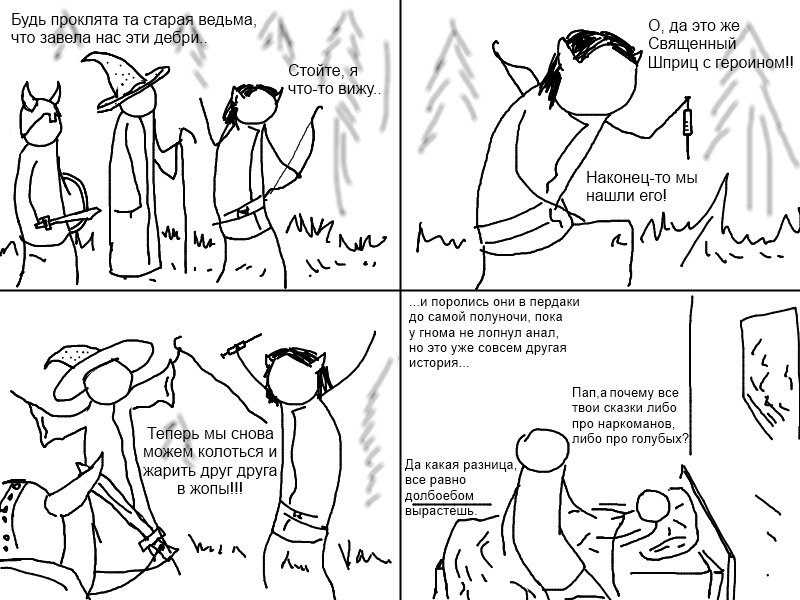 Будь проклята та старая ведьма,
что завела нас эти дебри..
Стойте, я
что-то вижу..
О, да это же
Священный
Шприц с героином!!
Наконец-то мы
нашли его!
Теперь мы снова
можем колоться и
жарить друг друга
в жопы!!!
...и поролись они в пердаки
до самой полуночи, пока
у гнома не лопнул анал,
но это уже совсем другая
история...
Пап,а почему все
твои сказки либо
про наркоманов,
либо про голубых?
Да какая разница,
все равно
долбоебом
вырастешь.